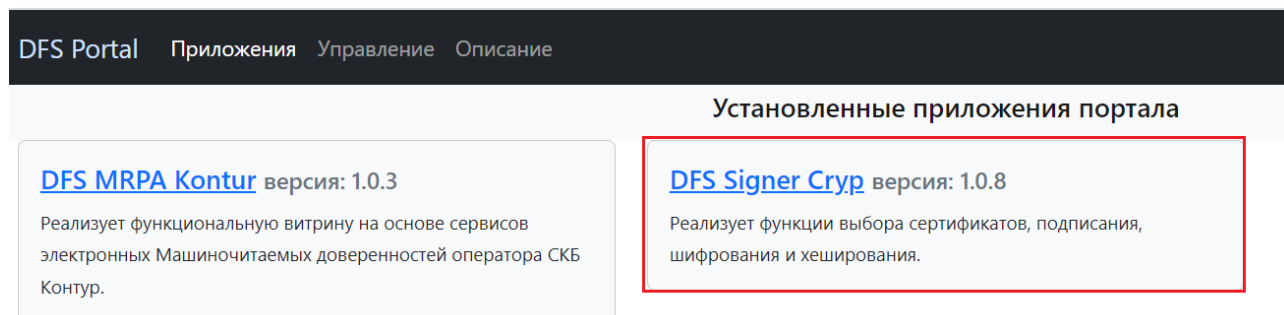 DFS Portal Приложения Управление Описание
Установленные приложения портала
DFS MRPA Kontur версия: 1.0.3
Реализует функциональную витрину на основе сервисов
электронных Машиночитаемых доверенностей оператора СКБ
Контур.
DFS Signer Cryp версия: 1.0.8
Реализует функции выбора сертификатов, подписания,
шифрования и хеширования.